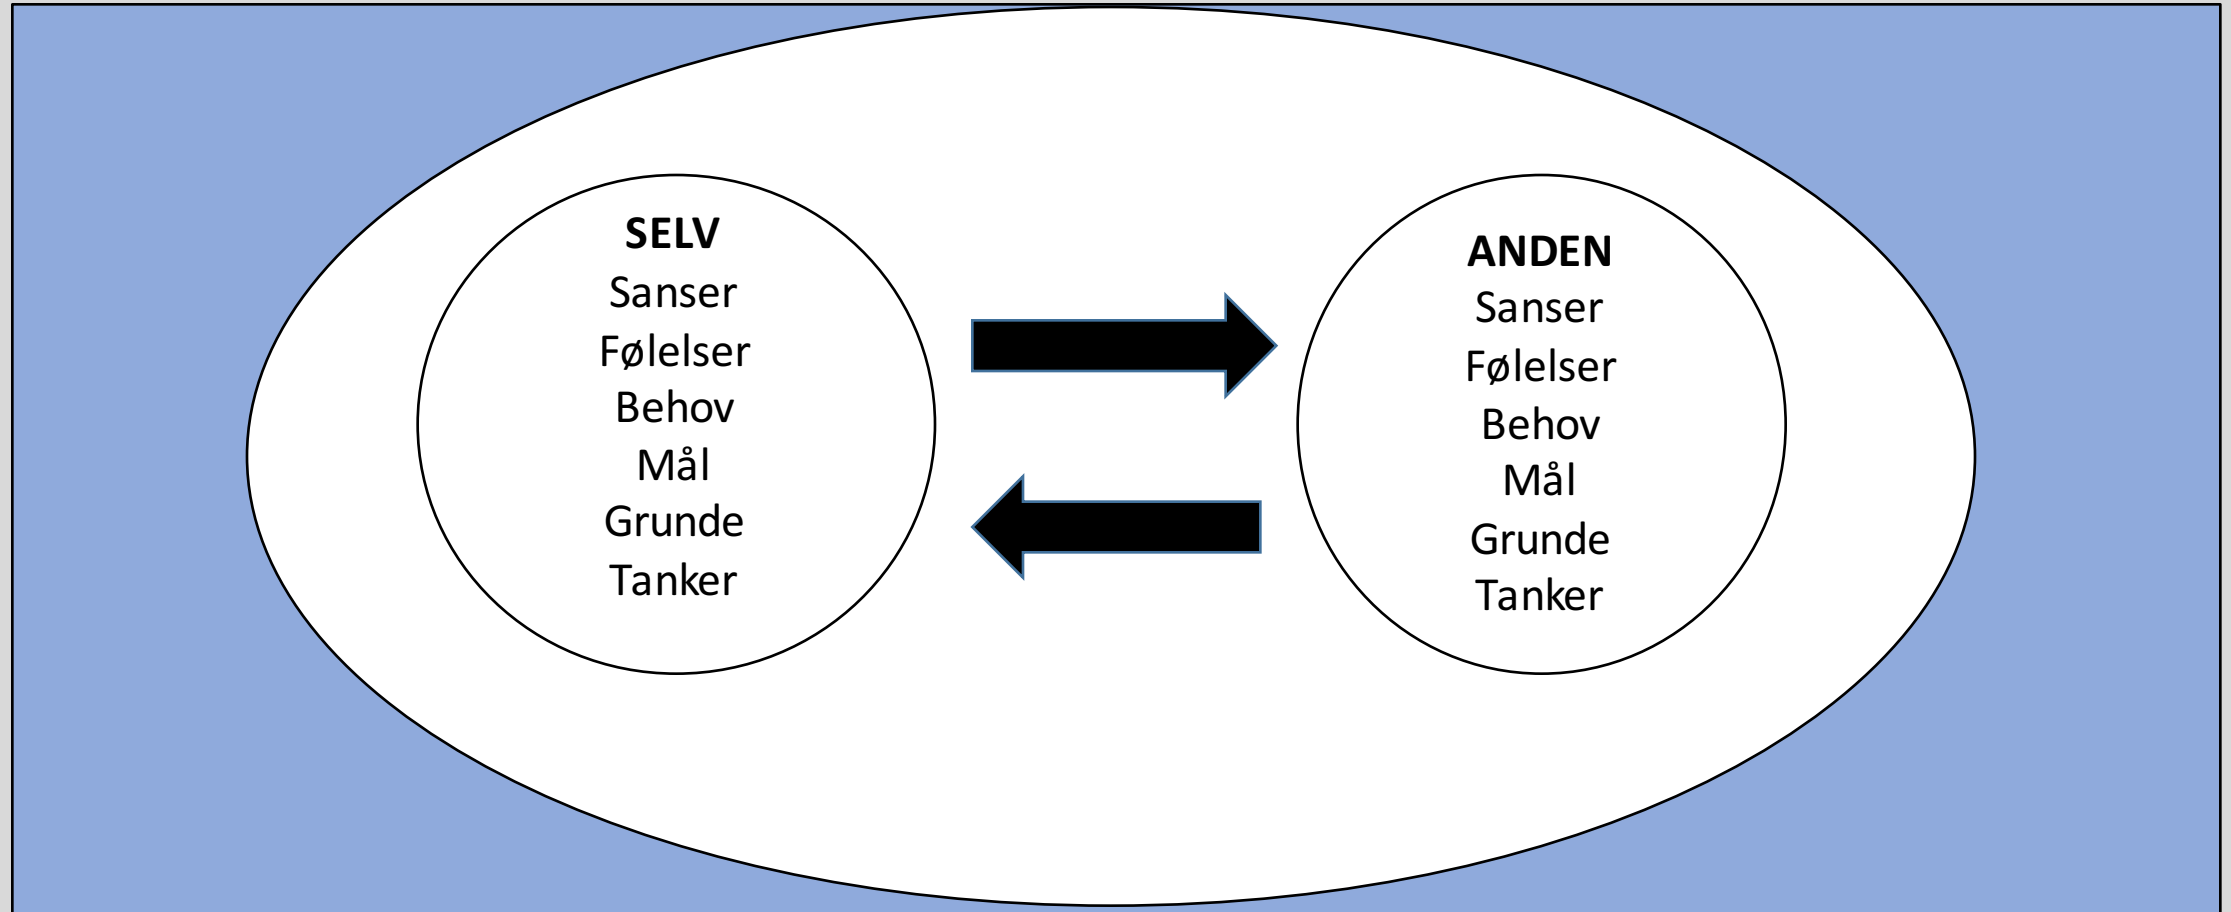 SELV
Sanser
Følelser
Behov
Mål
Grunde
Tanker
ANDEN
Sanser
Følelser
Behov
Mål
Grunde
Tanker